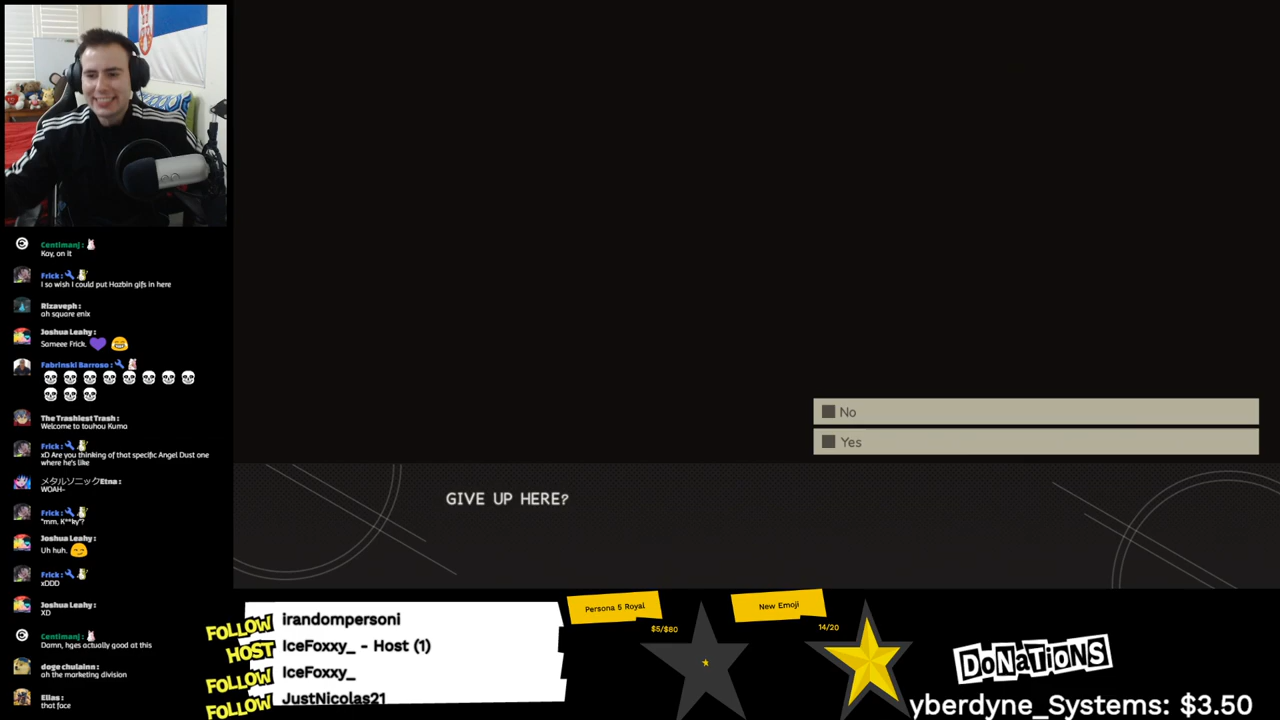 Centimanj :
Kay, on it
Frick :
I so wish I could put Hazbin gifs in here
Rizaveph :
ah square enix
Joshua Leahy :
Sameee Frick.
Fabrinski Barroso :
The Trashiest Trash :
Welcome to touhou Kuma
Frick :
xD Are you thinking of that specific Angel Dust one
where he's like
メタルソニックEtna :
WOAH~
Frick :
"mm, K**ky"?
Joshua Leahy :
Uh huh.
Frick :
xDDD
Joshua Leahy :
XD
Centimanj :
Damn, hges actually good at this
doge chulainn :
ah the marketing division
Elias :
that face
No
Yes
GIVE UP HERE?
FOLLOW irandompersoni
HOST IceFoxxy_ - Host (1)
FOLLOW IceFoxxy_
FOLLOW JustNicolas21
Persona 5 Royal
$5/$80
New Emoji
14/20
DoNaTioNS
yberdyne_Systems: $3.50